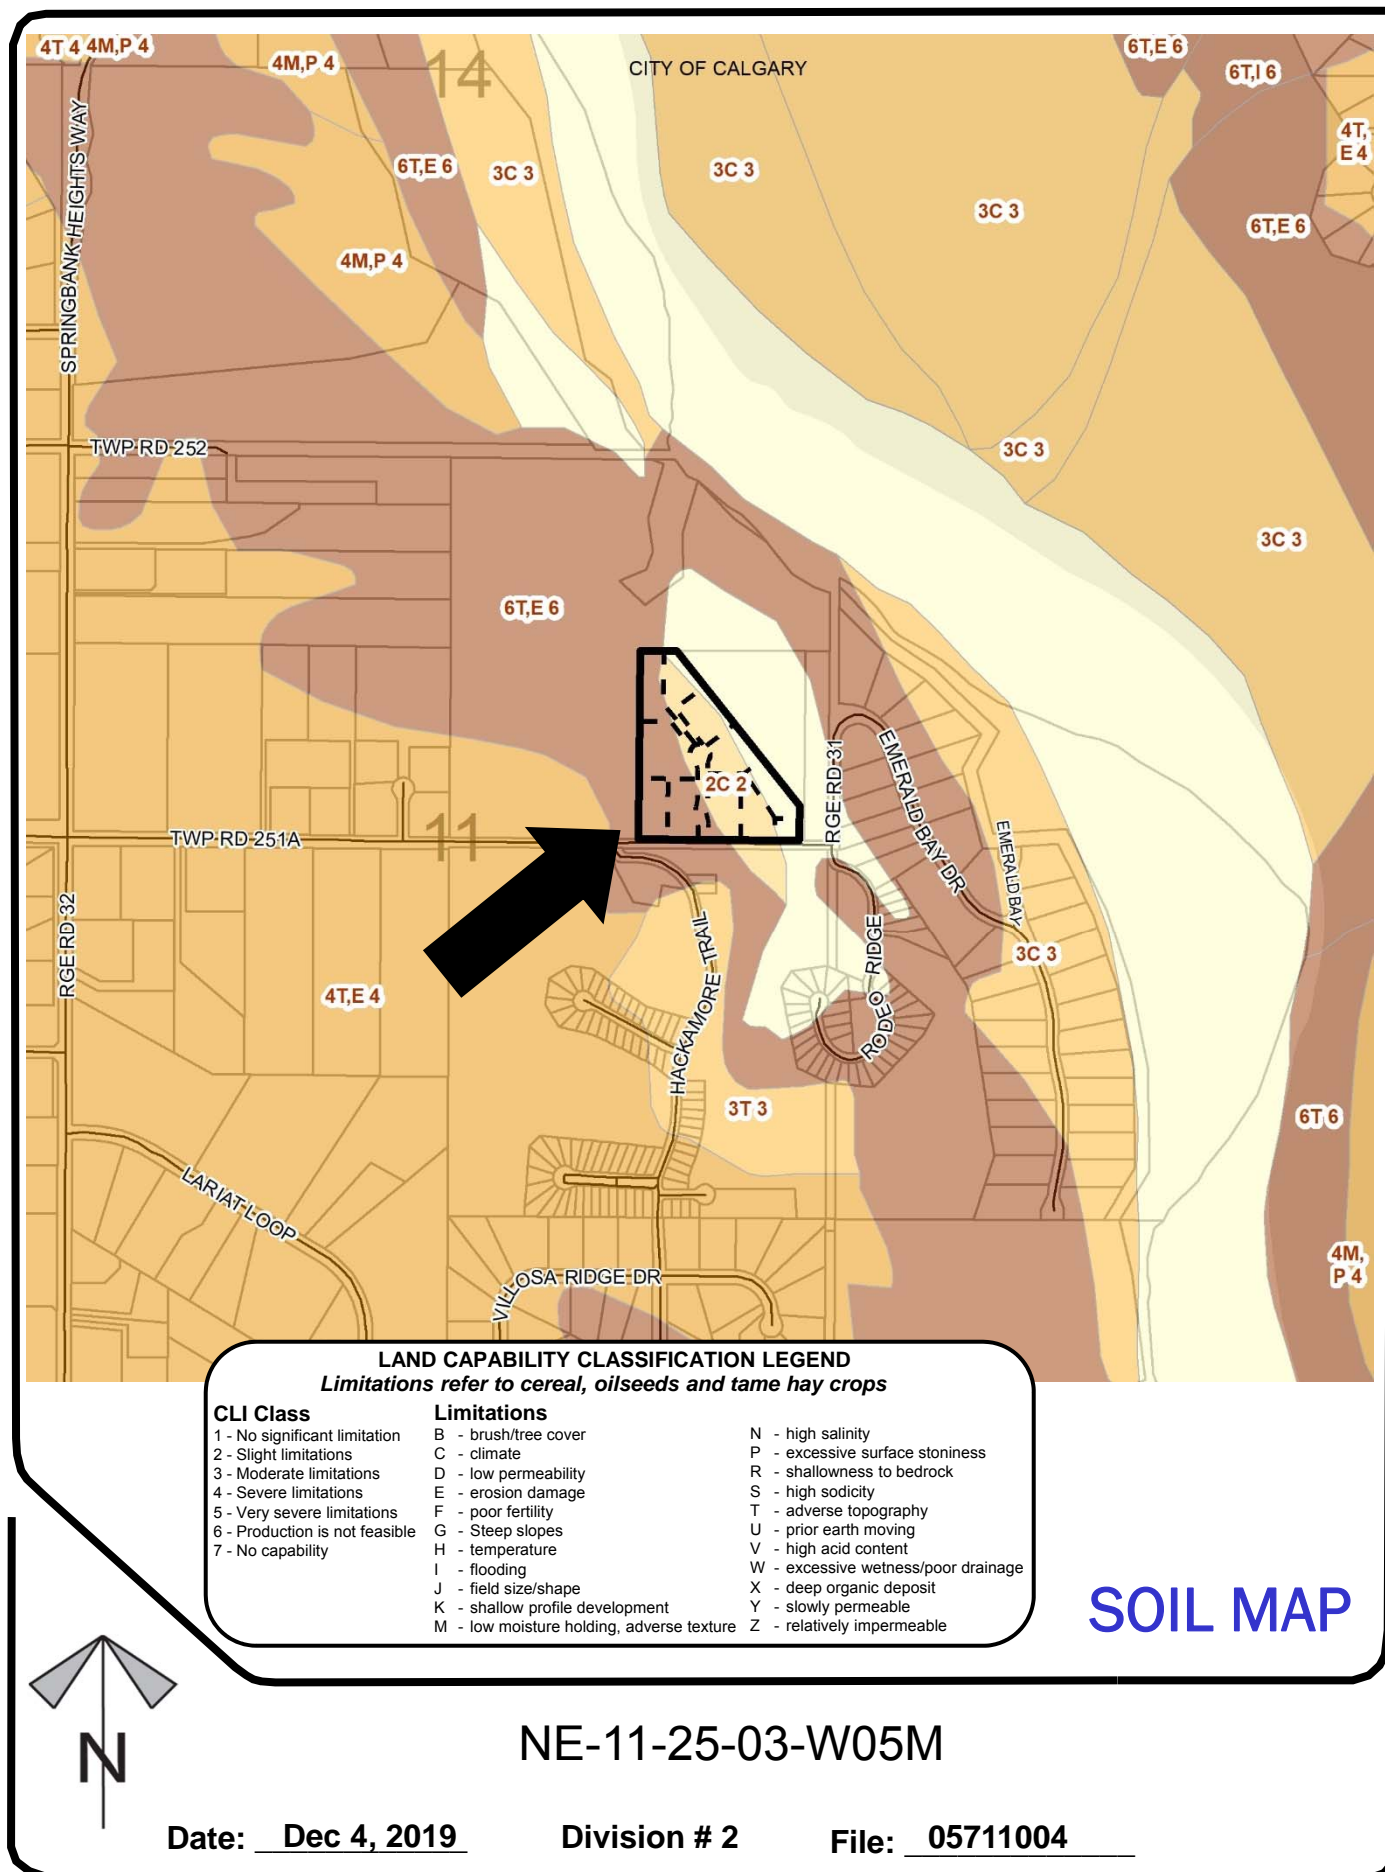 4T 4
4M,P 4
4M,P 4
14
CITY OF CALGARY
6T,E 6
6T,I 6
4T,
E 4
6T,E 6
3C 3
3C 3
3C 3
6T,E 6
4M,P 4
SPRINGBANK HEIGHTS WAY
TWP RD 252
3C 3
3C 3
6T,E 6
2C 2
RGE RD 31
EMERALD BAY DR
EMERALD BAY
TWP RD 251A
11
RGE RD 32
HACKAMORE TRAIL
RODEO RIDGE
3C 3
4T,E 4
3T 3
6T 6
LARIAT LOOP
VILLOSA RIDGE DR
4M,
P 4
LAND CAPABILITY CLASSIFICATION LEGEND
Limitations refer to cereal, oilseeds and tame hay crops
CLI Class
1 - No significant limitation
2 - Slight limitations
3 - Moderate limitations
4 - Severe limitations
5 - Very severe limitations
6 - Production is not feasible
7 - No capability
Limitations
B - brush/tree cover
C - climate
D - low permeability
E - erosion damage
F - poor fertility
G - Steep slopes
H - temperature
I - flooding
J - field size/shape
K - shallow profile development
M - low moisture holding, adverse texture
N - high salinity
P - excessive surface stoniness
R - shallowness to bedrock
S - high sodicity
T - adverse topography
U - prior earth moving
V - high acid content
W - excessive wetness/poor drainage
X - deep organic deposit
Y - slowly permeable
Z - relatively impermeable
SOIL MAP
N
NE-11-25-03-W05M
Date: Dec 4, 2019 Division # 2 File: 05711004